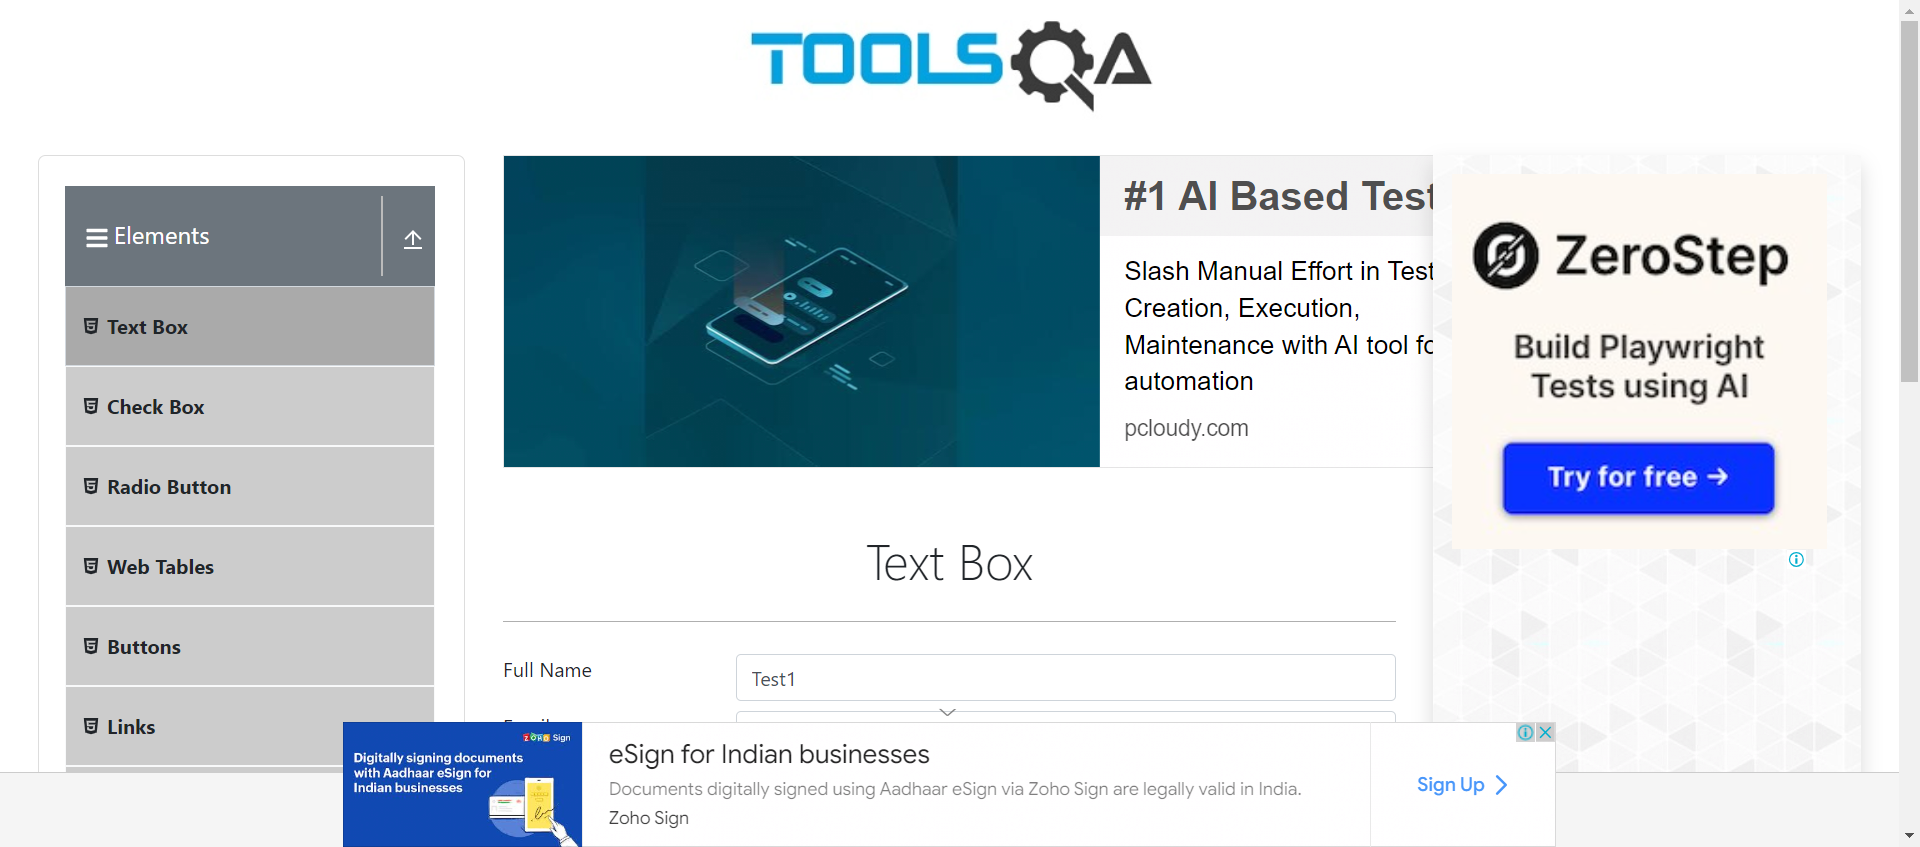 TOOLSQA
Elements
Text Box
Check Box
Radio Button
Web Tables
Buttons
Links
#1 AI Based Test
Slash Manual Effort in Test
Creation, Execution,
Maintenance with AI tool fo
automation
pcloudy.com
ZeroStep
Build Playwright
Tests using AI
Try for free →
Text Box
Full Name
Test1
ZOHO Sign
Digitally signing documents
with Aadhaar eSign for
Indian businesses
eSign for Indian businesses
Documents digitally signed using Aadhaar eSign via Zoho Sign are legally valid in India.
Zoho Sign
Sign Up